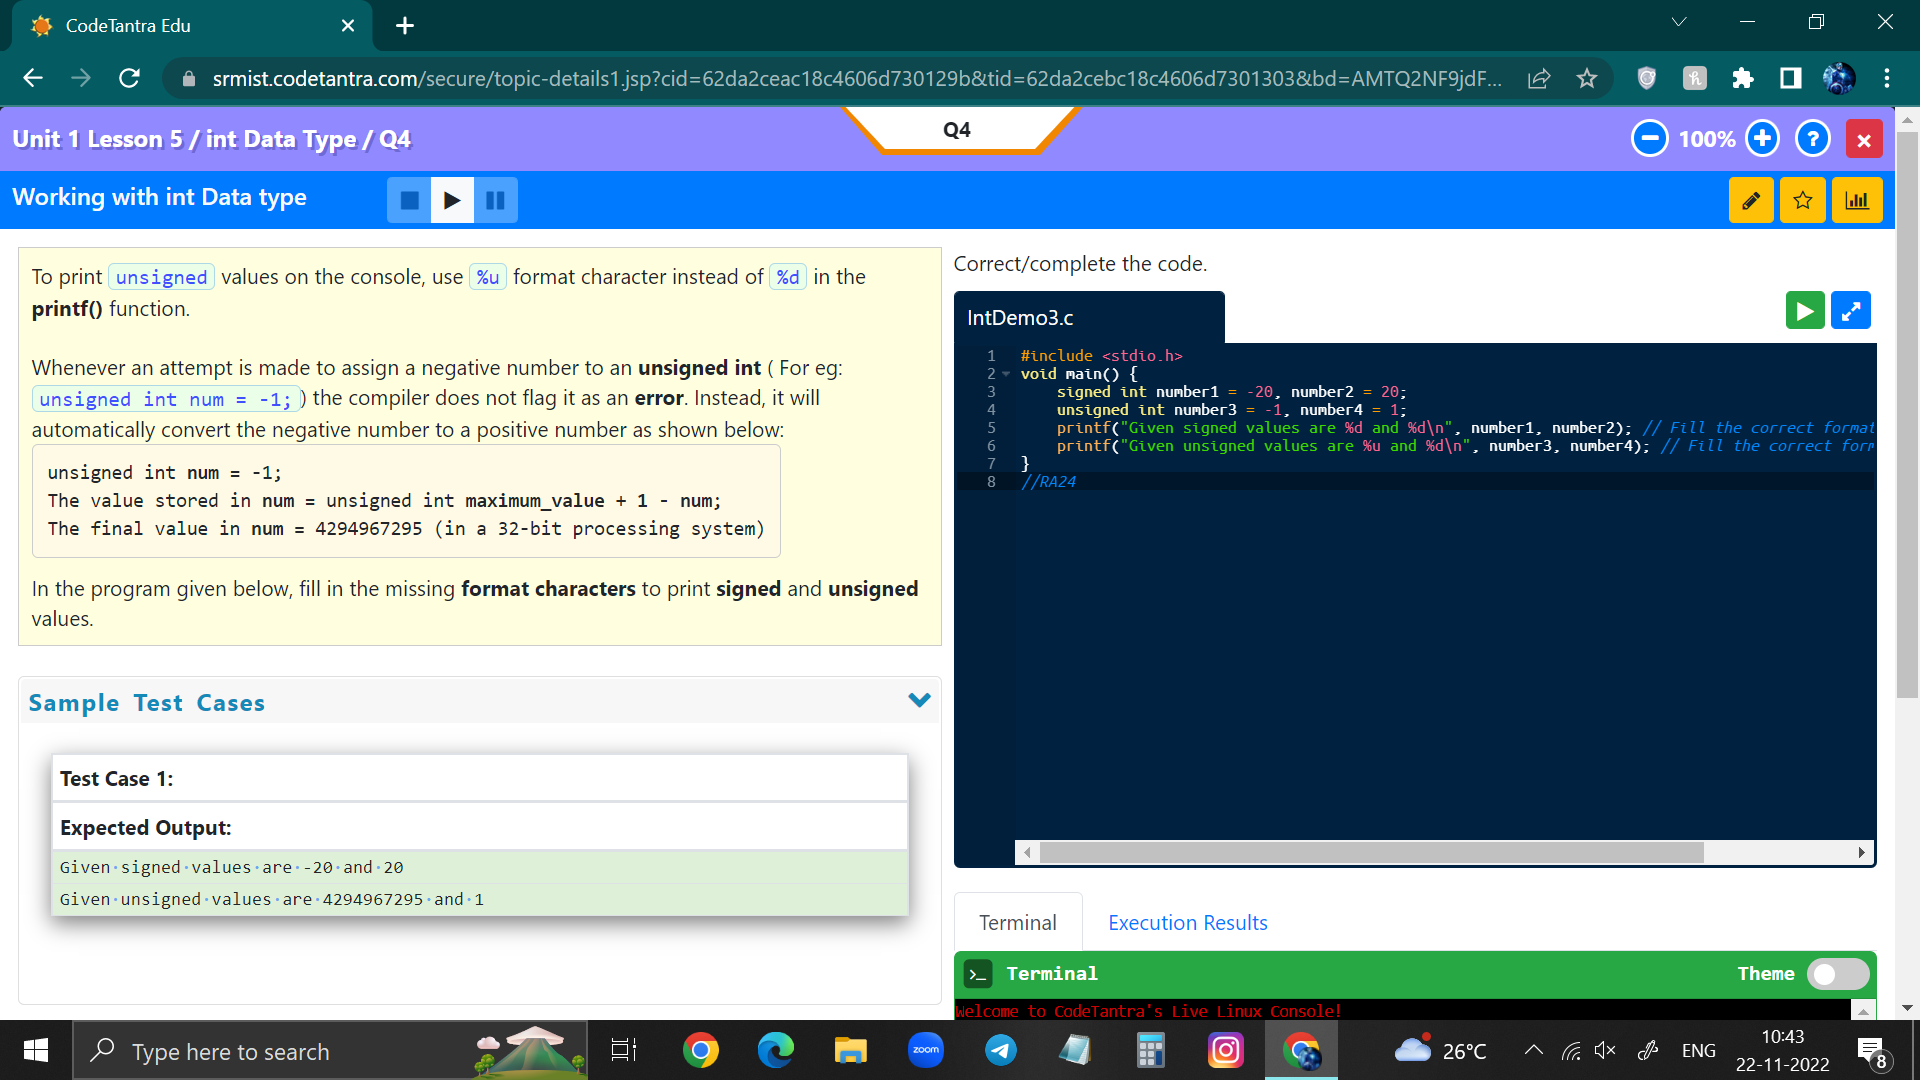 CodeTantra Edu
srmist.codetantra.com/secure/topic-details1.jsp?cid=62da2ceac18c4606d730129b&tid=62da2cebc18c4606d7301303&bd=AMTQ2NF9jdF...
Unit 1 Lesson 5 / int Data Type / Q4
Q4
100%
Working with int Data type
To print unsigned values on the console, use %u format character instead of %d in the
printf() function.
Whenever an attempt is made to assign a negative number to an unsigned int ( For eg:
unsigned int num = -1; ) the compiler does not flag it as an error. Instead, it will
automatically convert the negative number to a positive number as shown below:
unsigned int num = -1;
The value stored in num = unsigned int maximum_value + 1 - num;
The final value in num = 4294967295 (in a 32-bit processing system)
In the program given below, fill in the missing format characters to print signed and unsigned
values.
Sample Test Cases
Test Case 1:
Expected Output:
Given·signed·values·are·-20·and·20
Given·unsigned·values·are·4294967295·and·1
Correct/complete the code.
IntDemo3.c
1 #include <stdio.h>
2 void main() {
3 signed int number1 = -20, number2 = 20;
4 unsigned int number3 = -1, number4 = 1;
5 printf("Given signed values are %d and %d\n", number1, number2); // Fill the correct format
6 printf("Given unsigned values are %u and %d\n", number3, number4); // Fill the correct form
7 }
8 //RA24
Terminal
Execution Results
>_ Terminal
Theme
Welcome to CodeTantra's Live Linux Console!
Type here to search
zoom
26°C
ENG
10:43
22-11-2022
8